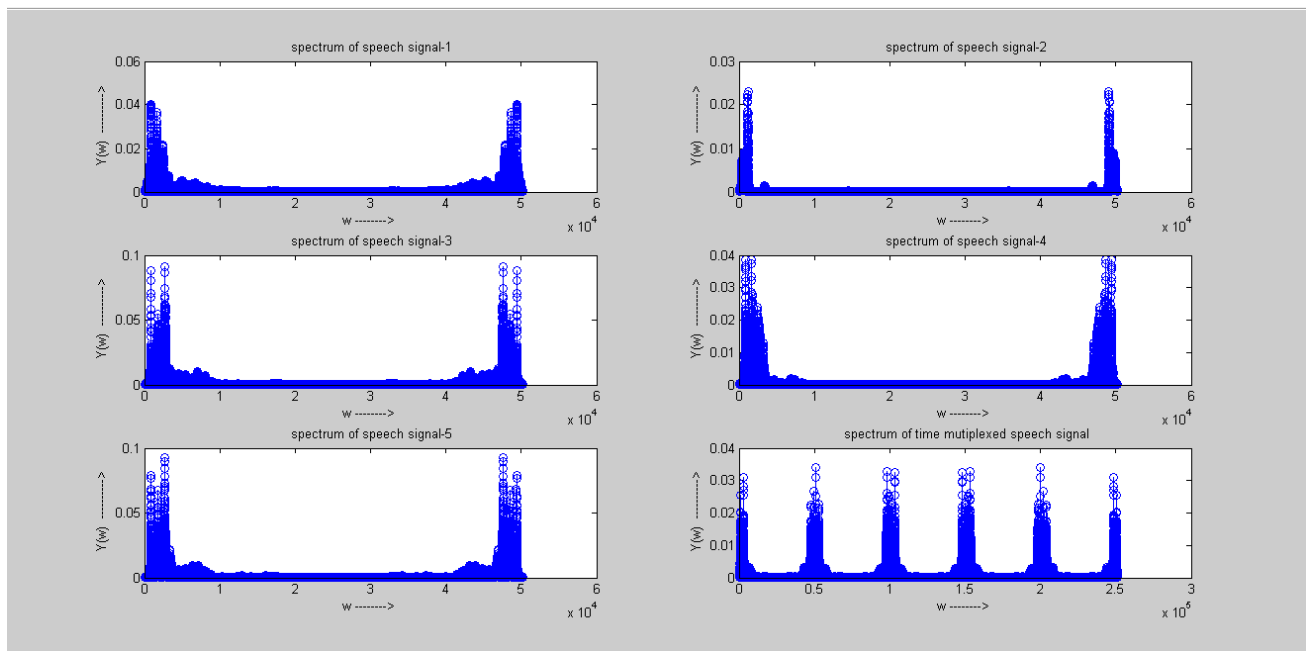 spectrum of speech signal-1
0.06
0.04
0.02
0
Y(w) -------->
0 1 2 3 4 5 6
w -------->
x 10^4
spectrum of speech signal-2
0.03
0.02
0.01
0
Y(w) -------->
0 1 2 3 4 5 6
w -------->
x 10^4
spectrum of speech signal-3
0.1
0.05
0
Y(w) -------->
0 1 2 3 4 5 6
w -------->
x 10^4
spectrum of speech signal-4
0.04
0.03
0.02
0.01
0
Y(w) -------->
0 1 2 3 4 5 6
w -------->
x 10^4
spectrum of speech signal-5
0.1
0.05
0
Y(w) -------->
0 1 2 3 4 5 6
w -------->
x 10^4
spectrum of time mutiplexed speech signal
0.04
0.03
0.02
0.01
0
Y(w) -------->
0 0.5 1 1.5 2 2.5 3
w -------->
x 10^5